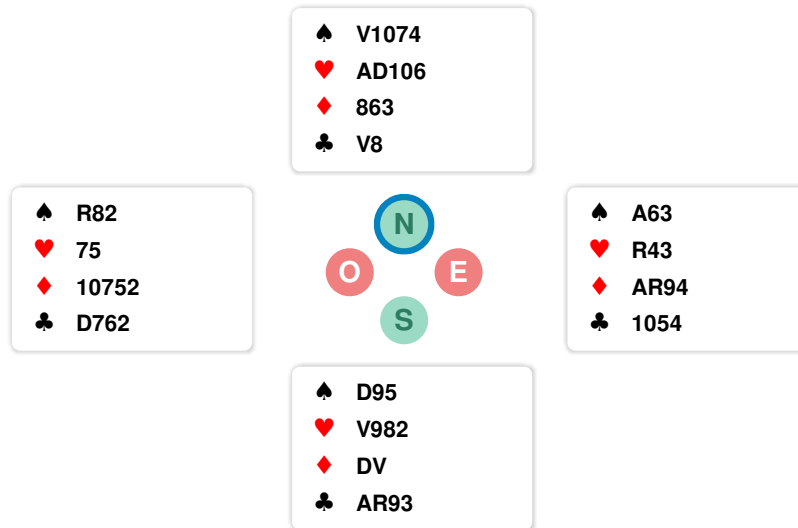 ♠ V1074
♥ AD106
♦ 863
♣ V8
♠ R82
♥ 75
♦ 10752
♣ D762
N
O
E
S
♠ A63
♥ R43
♦ AR94
♣ 1054
♠ D95
♥ V982
♦ DV
♣ AR93